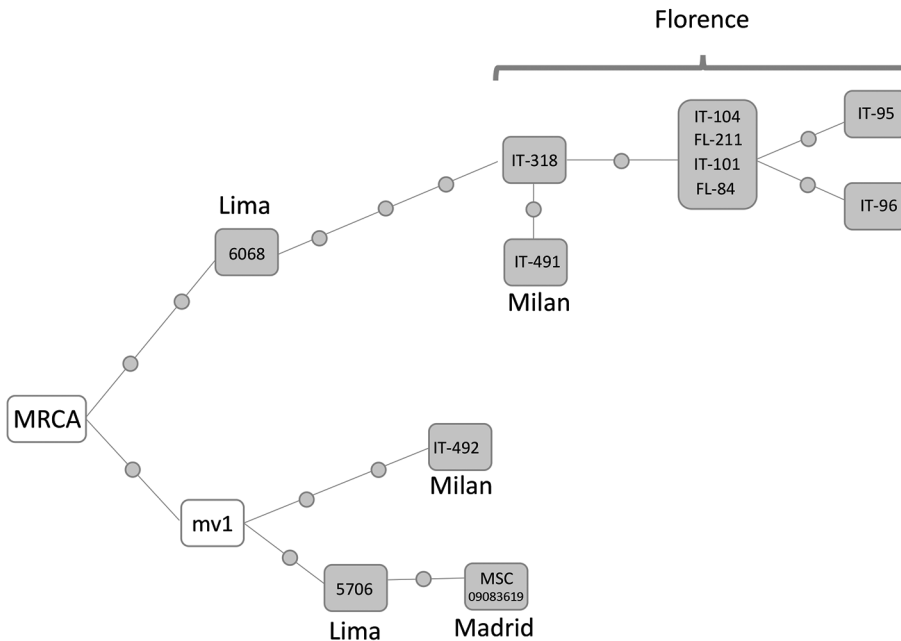 Florence
IT-104
FL-211
IT-101
FL-84
IT-95
IT-318
IT-96
Lima
6068
IT-491
Milan
MRCA
IT-492
Milan
mv1
5706
Lima
MSC
09083619
Madrid